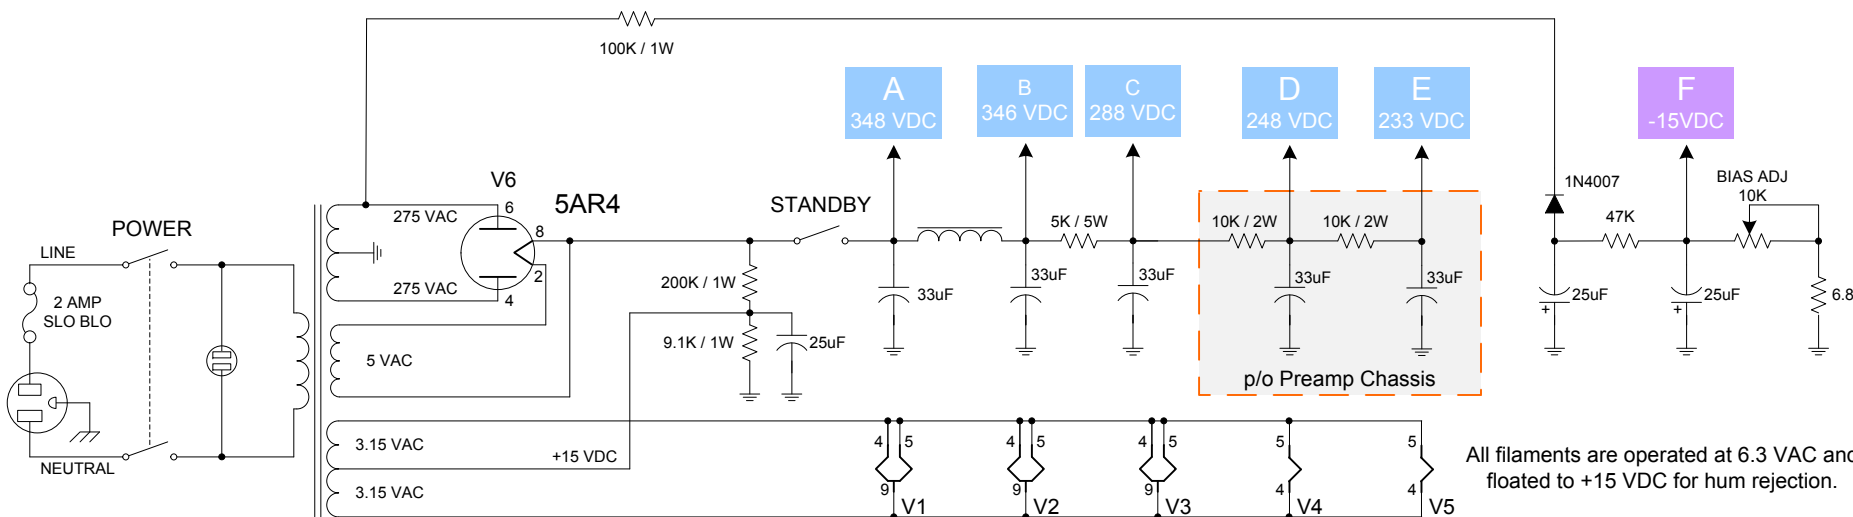 100K / 1W
A
348 VDC
B
346 VDC
C
288 VDC
D
248 VDC
E
233 VDC
F
-15VDC
V6
5AR4
6
8
2
4
275 VAC
275 VAC
STANDBY
5K / 5W
10K / 2W
10K / 2W
1N4007
47K
BIAS ADJ
10K
POWER
LINE
2 AMP
SLO BLO
NEUTRAL
200K / 1W
9.1K / 1W
25uF
33uF
33uF
33uF
33uF
33uF
25uF
+
25uF
+
6.8
p/o Preamp Chassis
5 VAC
3.15 VAC
3.15 VAC
+15 VDC
4
5
9
V1
4
5
9
V2
4
5
9
V3
5
4
V4
5
4
V5
All filaments are operated at 6.3 VAC and
floated to +15 VDC for hum rejection.